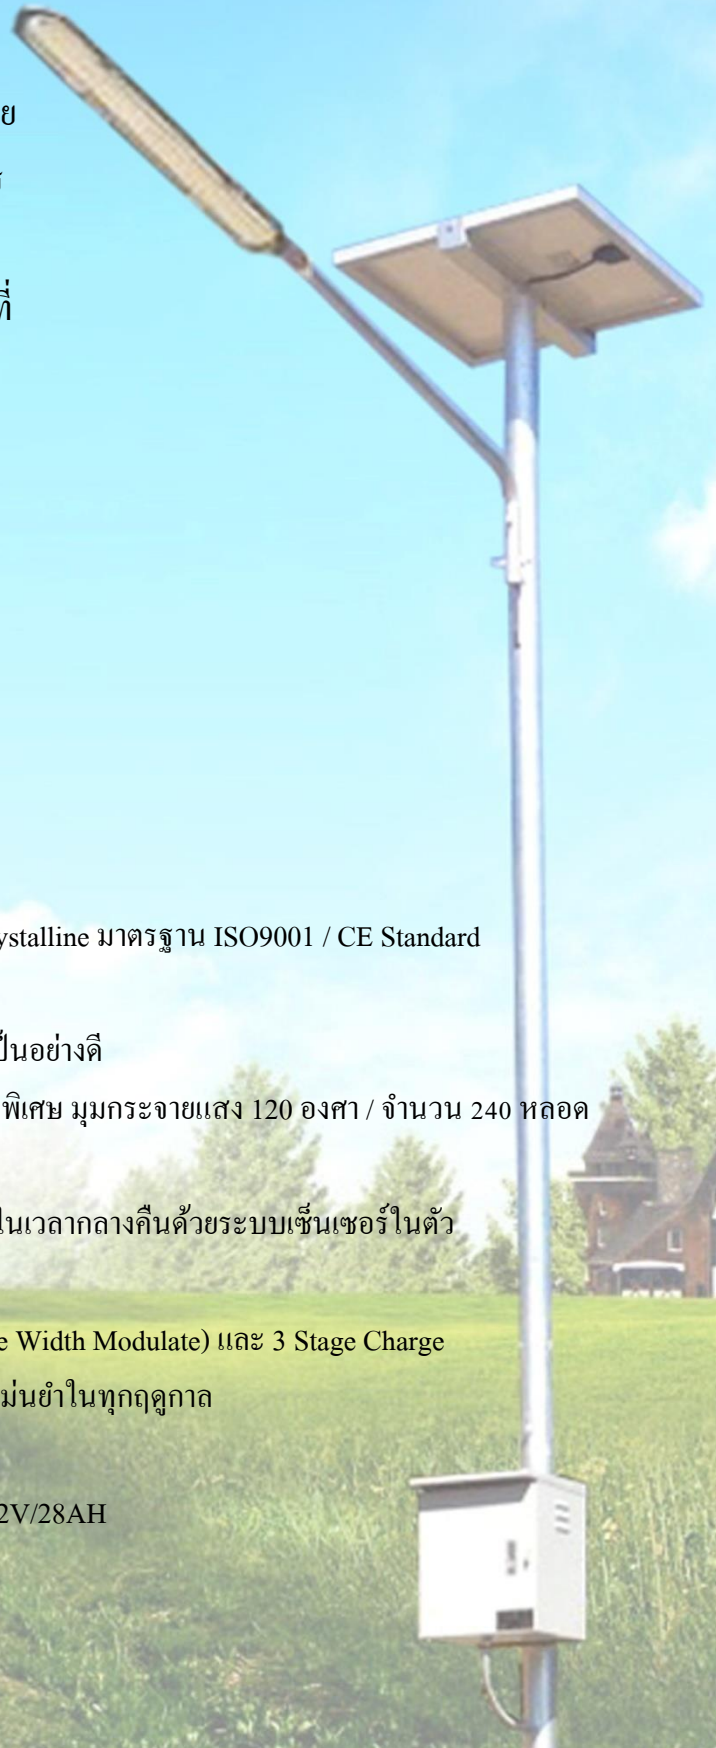 ย
ที่
ystalline มาตรฐาน ISO9001 / CE Standard
ป็นอย่างดี
พิเศษ มุมกระจายแสง 120 องศา / จำนวน 240 หลอด
ในเวลากลางคืนด้วยระบบเซ็นเซอร์ในตัว
e Width Modulate) และ 3 Stage Charge
ม่นยำในทุกฤดูกาล
2V/28AH